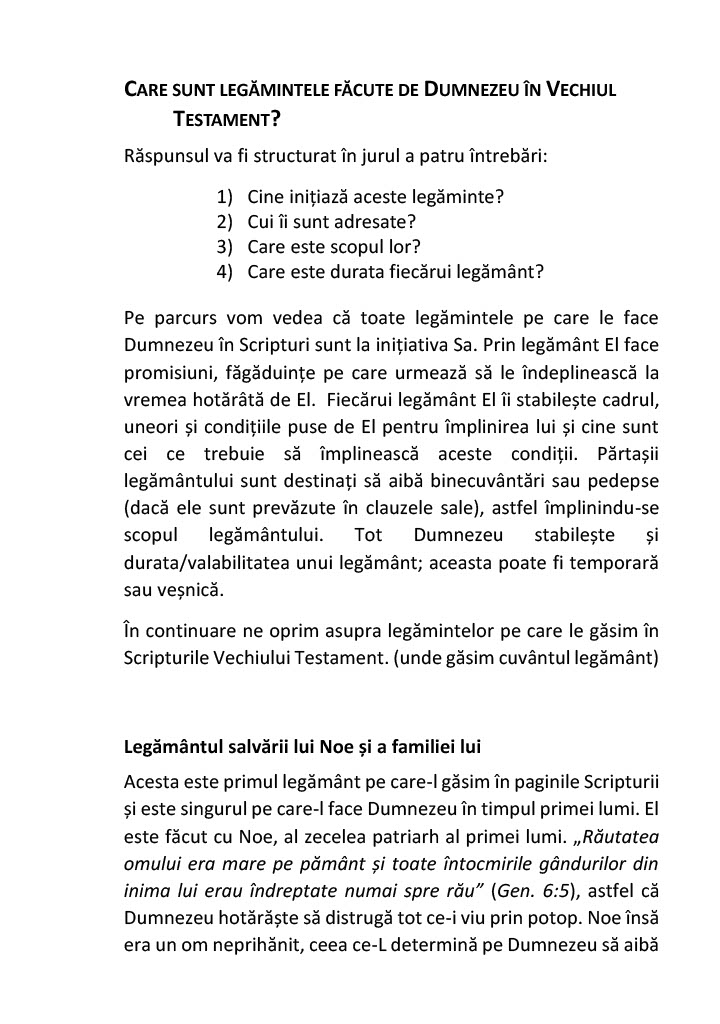 CARE SUNT LEGĂMINTELE FĂCUTE DE DUMNEZEU ÎN VECHIUL
TESTAMENT?
Răspunsul va fi structurat în jurul a patru întrebări:
1) Cine inițiază aceste legăminte?
2) Cui îi sunt adresate?
3) Care este scopul lor?
4) Care este durata fiecărui legământ?
Pe parcurs vom vedea că toate legămintele pe care le face
Dumnezeu în Scripturi sunt la inițiativa Sa. Prin legământ El face
promisiuni, făgăduințe pe care urmează să le îndeplinească la
vremea hotărâtă de El. Fiecărui legământ El îi stabilește cadrul,
uneori și condițiile puse de El pentru împlinirea lui și cine sunt
cei ce trebuie să împlinească aceste condiții. Părtașii
legământului sunt destinați să aibă binecuvântări sau pedepse
(dacă ele sunt prevăzute în clauzele sale), astfel împlinindu-se
scopul legământului. Tot Dumnezeu stabilește și
durata/valabilitatea unui legământ; aceasta poate fi temporară
sau veșnică.
În continuare ne oprim asupra legămintelor pe care le găsim în
Scripturile Vechiului Testament. (unde găsim cuvântul legământ)
Legământul salvării lui Noe și a familiei lui
Acesta este primul legământ pe care-l găsim în paginile Scripturii
și este singurul pe care-l face Dumnezeu în timpul primei lumi. El
este făcut cu Noe, al zecelea patriarh al primei lumi. „Răutatea
omului era mare pe pământ și toate întocmirile gândurilor din
inima lui erau îndreptate numai spre rău” (Gen. 6:5), astfel că
Dumnezeu hotărăște să distrugă tot ce-i viu prin potop. Noe însă
era un om neprihănit, ceea ce-L determină pe Dumnezeu să aibă